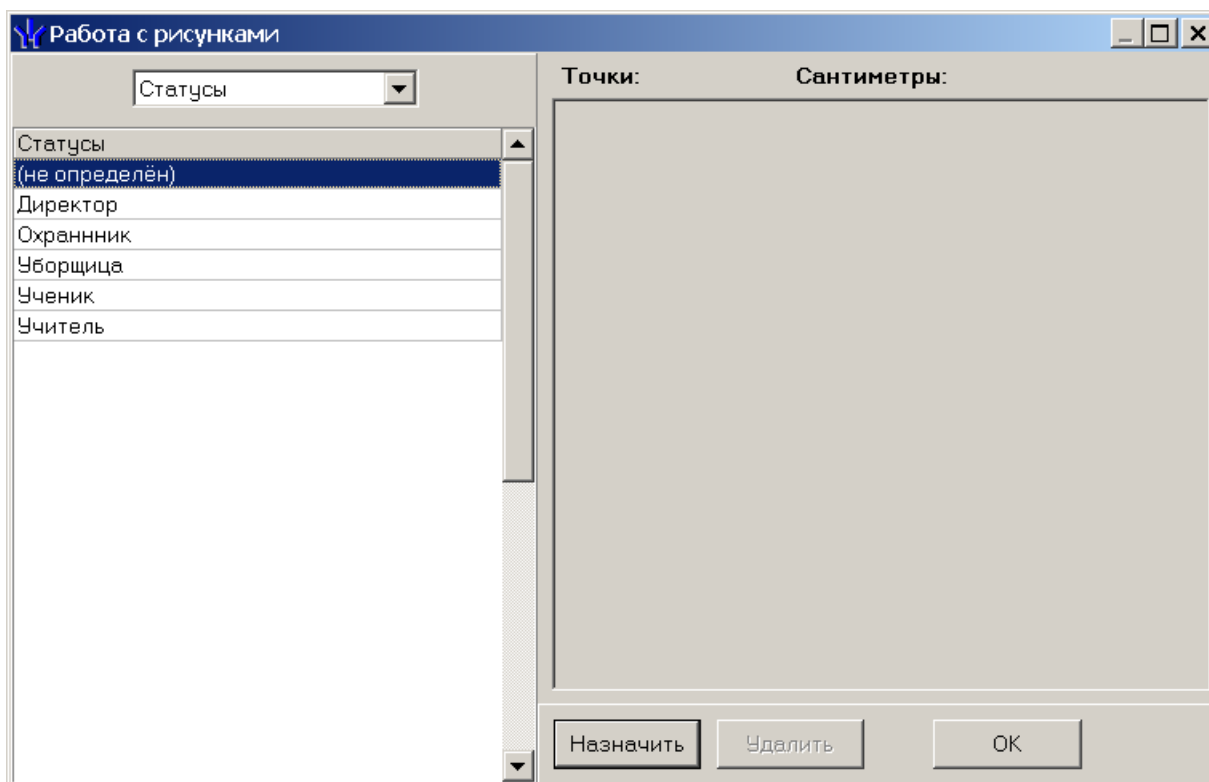 Работа с рисунками
Статусы
Точки: Сантиметры:
Статусы
(не определён)
Директор
Охраннник
Уборщица
Ученик
Учитель
Назначить Удалить OK